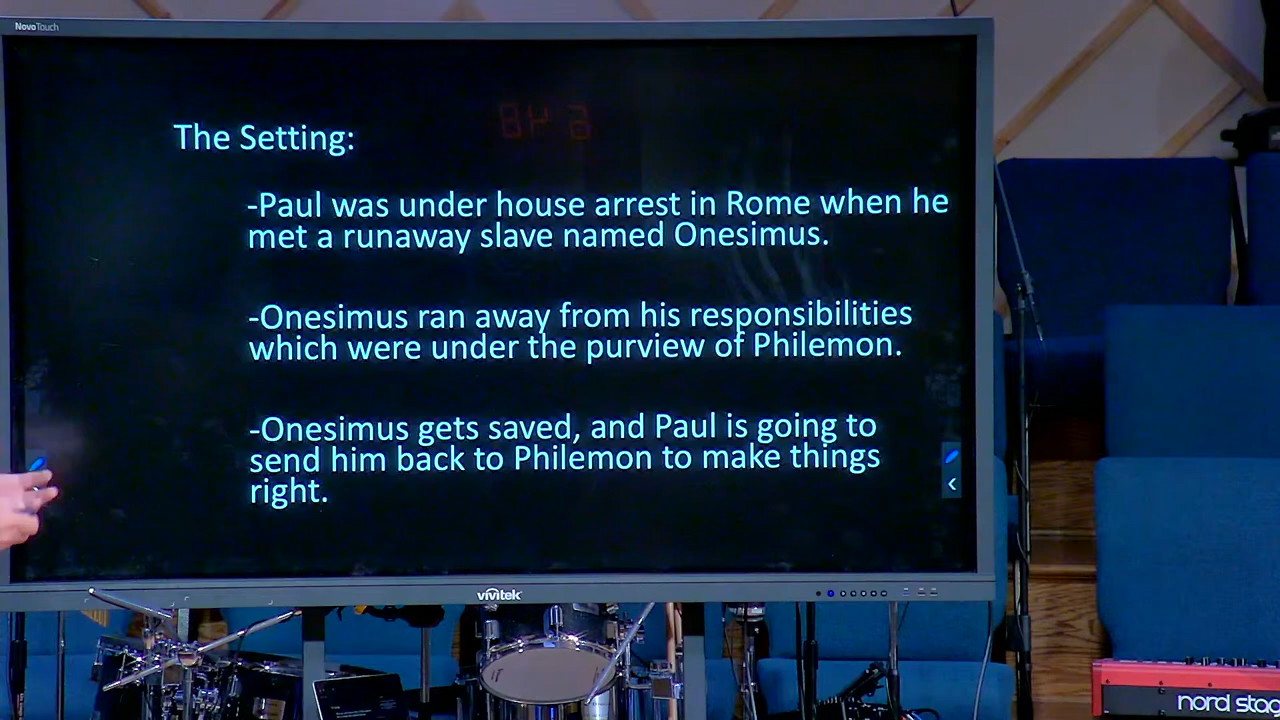 NovoTouch
The Setting:
-Paul was under house arrest in Rome when he
met a runaway slave named Onesimus.
-Onesimus ran away from his responsibilities
which were under the purview of Philemon.
-Onesimus gets saved, and Paul is going to
send him back to Philemon to make things
right.
vivitek
nord stag